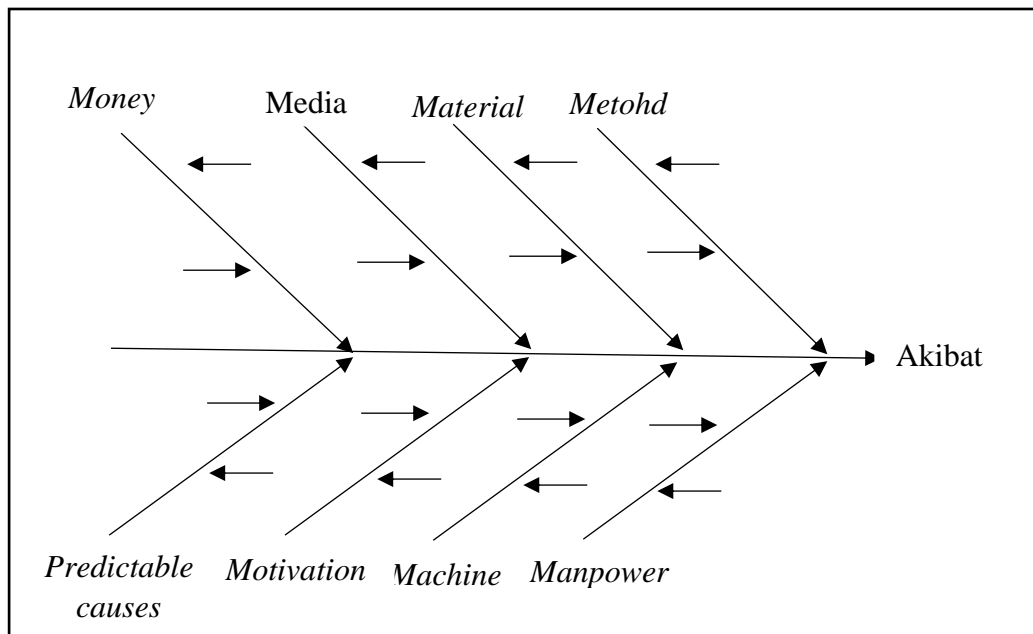 Money
Media
Material
Metohd
Akibat
Predictable
causes
Motivation
Machine
Manpower